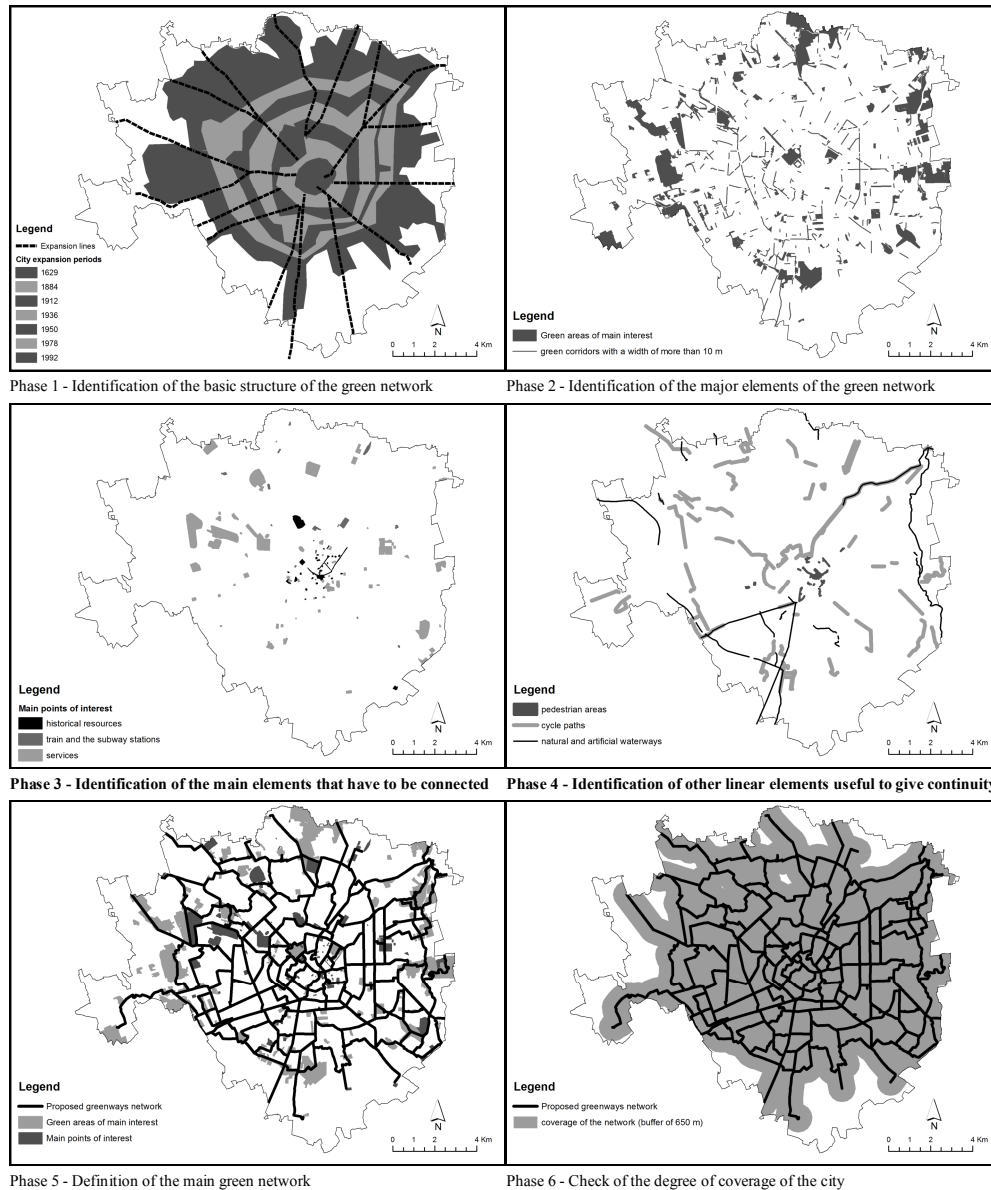 Legend
Expansion lines
City expansion periods
1629
1884
1912
1936
1950
1978
1992
N
0 1 2 4 Km
Phase 1 - Identification of the basic structure of the green network
Legend
Green areas of main interest
green corridors with a width of more than 10 m
N
0 1 2 4 Km
Phase 2 - Identification of the major elements of the green network
Legend
Main points of interest
historical resources
train and the subway stations
services
N
0 1 2 4 Km
Phase 3 - Identification of the main elements that have to be connected
Legend
pedestrian areas
cycle paths
natural and artificial waterways
N
0 1 2 4 Km
Phase 4 - Identification of other linear elements useful to give continuity
Legend
Proposed greenways network
Green areas of main interest
Main points of interest
N
0 1 2 4 Km
Phase 5 - Definition of the main green network
Legend
Proposed greenways network
coverage of the network (buffer of 650 m)
N
0 1 2 4 Km
Phase 6 - Check of the degree of coverage of the city